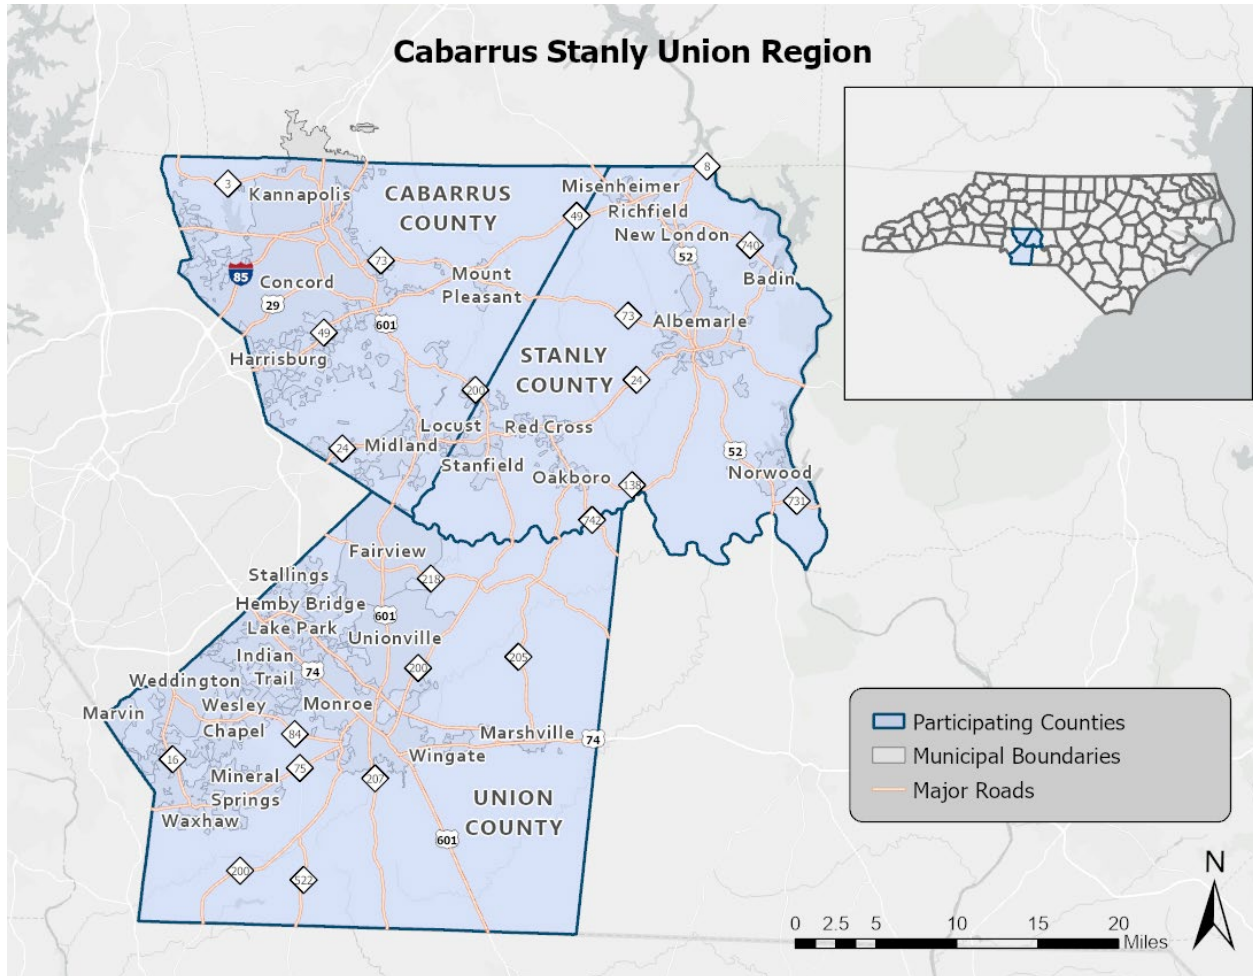 Cabarrus Stanly Union Region
8
3
Kannapolis
CABARRUS
COUNTY
Misenheimer
49
Richfield
New London
740
52
73
85
Concord
Mount
Pleasant
Badin
29
601
49
73
Albemarle
Harrisburg
STANLY
COUNTY
24
200
Locust
Red Cross
24
Midland
52
Stanfield
Oakboro
138
Norwood
731
742
Fairview
218
Stallings
Hemby Bridge
601
Lake Park
Unionville
Indian
Trail
74
200
205
Weddington
Wesley
Chapel
Monroe
Marvin
84
Marshville
74
16
Wingate
Mineral
Springs
75
207
Waxhaw
UNION
COUNTY
601
200
522
Participating Counties
Municipal Boundaries
Major Roads
N
0 2.5 5 10 15 20
Miles